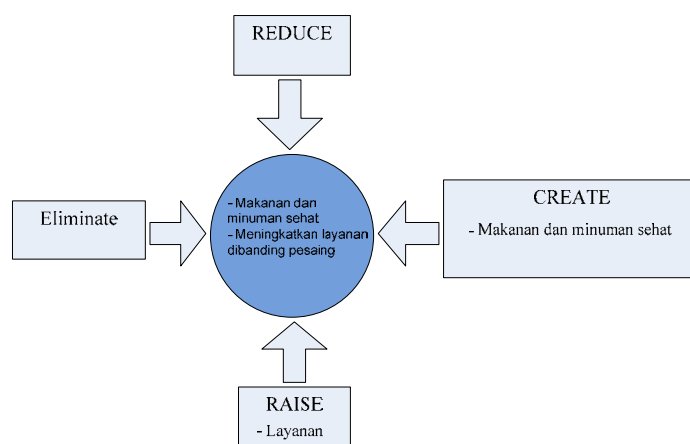 REDUCE
Eliminate
- Makanan dan
minuman sehat
- Meningkatkan layanan
dibanding pesaing
CREATE
- Makanan dan minuman sehat
RAISE
- Layanan